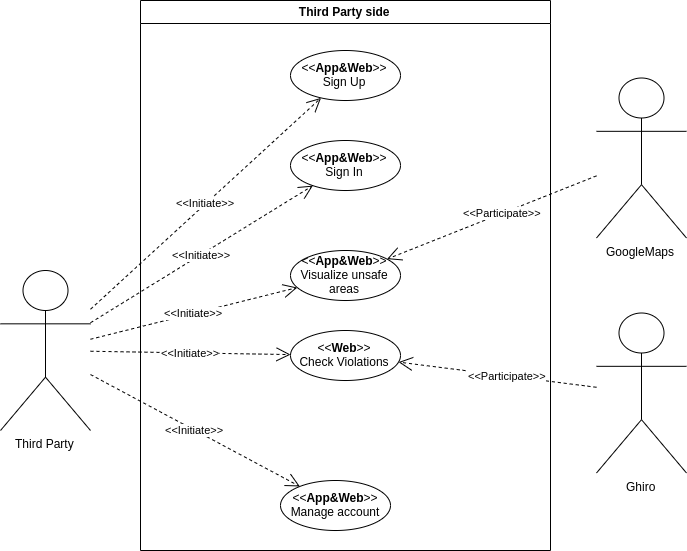 Third Party side
<<App&Web>>
Sign Up
<<App&Web>>
Sign In
<<Initiate>>
<<Participate>>
<<Initiate>>
GoogleMaps
<<App&Web>>
Visualize unsafe
areas
<<Initiate>>
<<Web>>
Check Violations
<<Initiate>>
<<Participate>>
Third Party
<<Initiate>>
Ghiro
<<App&Web>>
Manage account